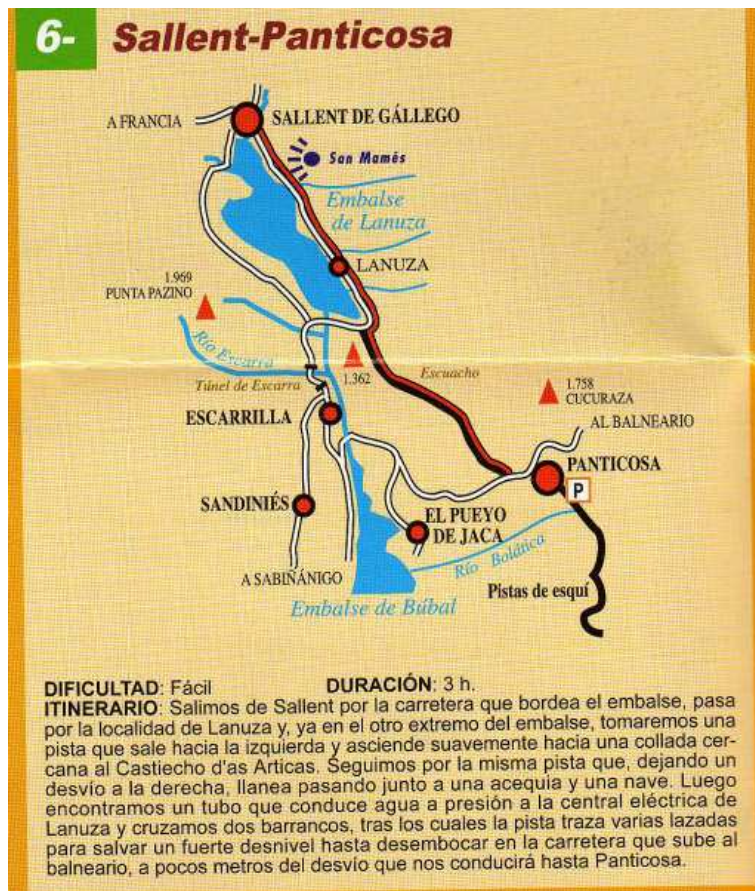 6- Sallent-Panticosa
A FRANCIA
SALLENT DE GÁLLEGO
San Mamés
Embalse
de Lanuza
LANUZA
1.969
PUNTA PAZINO
Río Escarra
Túnel de Escarra
1.362
Escuacho
1.758
CUCURAZA
ESCARRILLA
AL BALNEARIO
PANTICOSA
P
SANDINIÉS
EL PUEYO
DE JACA
Río Bolática
A SABIÑÁNIGO
Pistas de esquí
Embalse de Búbal
DIFICULTAD: Fácil DURACIÓN: 3 h.
ITINERARIO: Salimos de Sallent por la carretera que bordea el embalse, pasa
por la localidad de Lanuza y, ya en el otro extremo del embalse, tomaremos una
pista que sale hacia la izquierda y asciende suavemente hacia una collada cer-
cana al Castiecho d'as Articas. Seguimos por la misma pista que, dejando un
desvío a la derecha, llanea pasando junto a una acequia y una nave. Luego
encontramos un tubo que conduce agua a presión a la central eléctrica de
Lanuza y cruzamos dos barrancos, tras los cuales la pista traza varias lazadas
para salvar un fuerte desnivel hasta desembocar en la carretera que sube al
balneario, a pocos metros del desvío que nos conducirá hasta Panticosa.